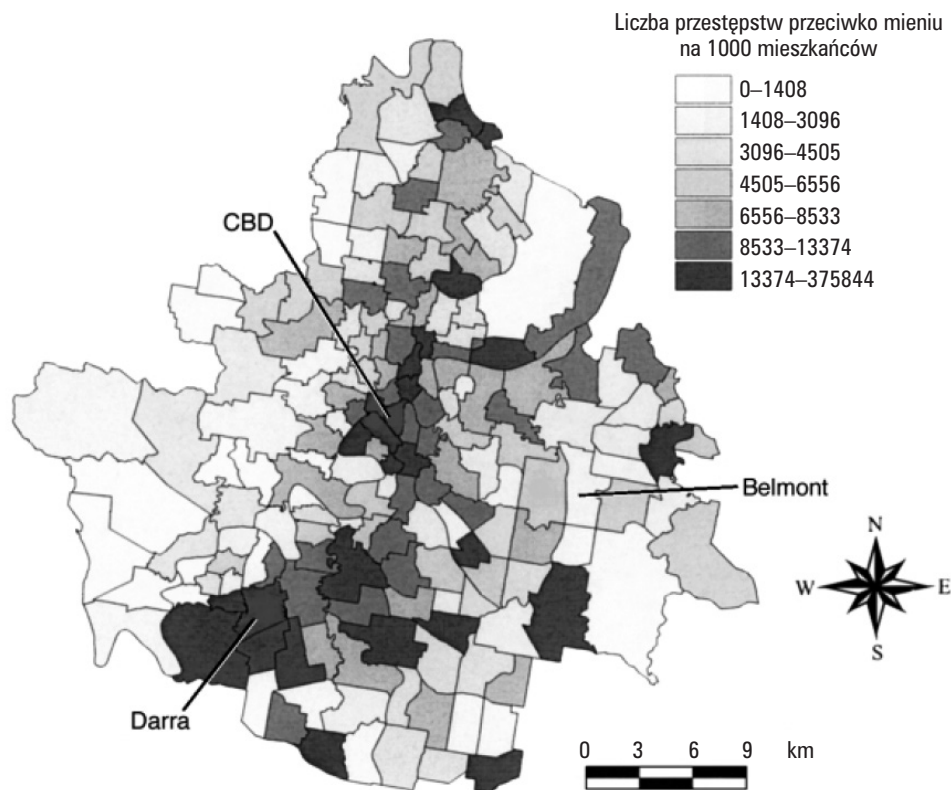 Liczba przestępstw przeciwko mieniu
na 1000 mieszkańców
0–1408
1408–3096
3096–4505
4505–6556
6556–8533
8533–13374
13374–375844
CBD
Belmont
Darra
N
W
E
S
0 3 6 9 km